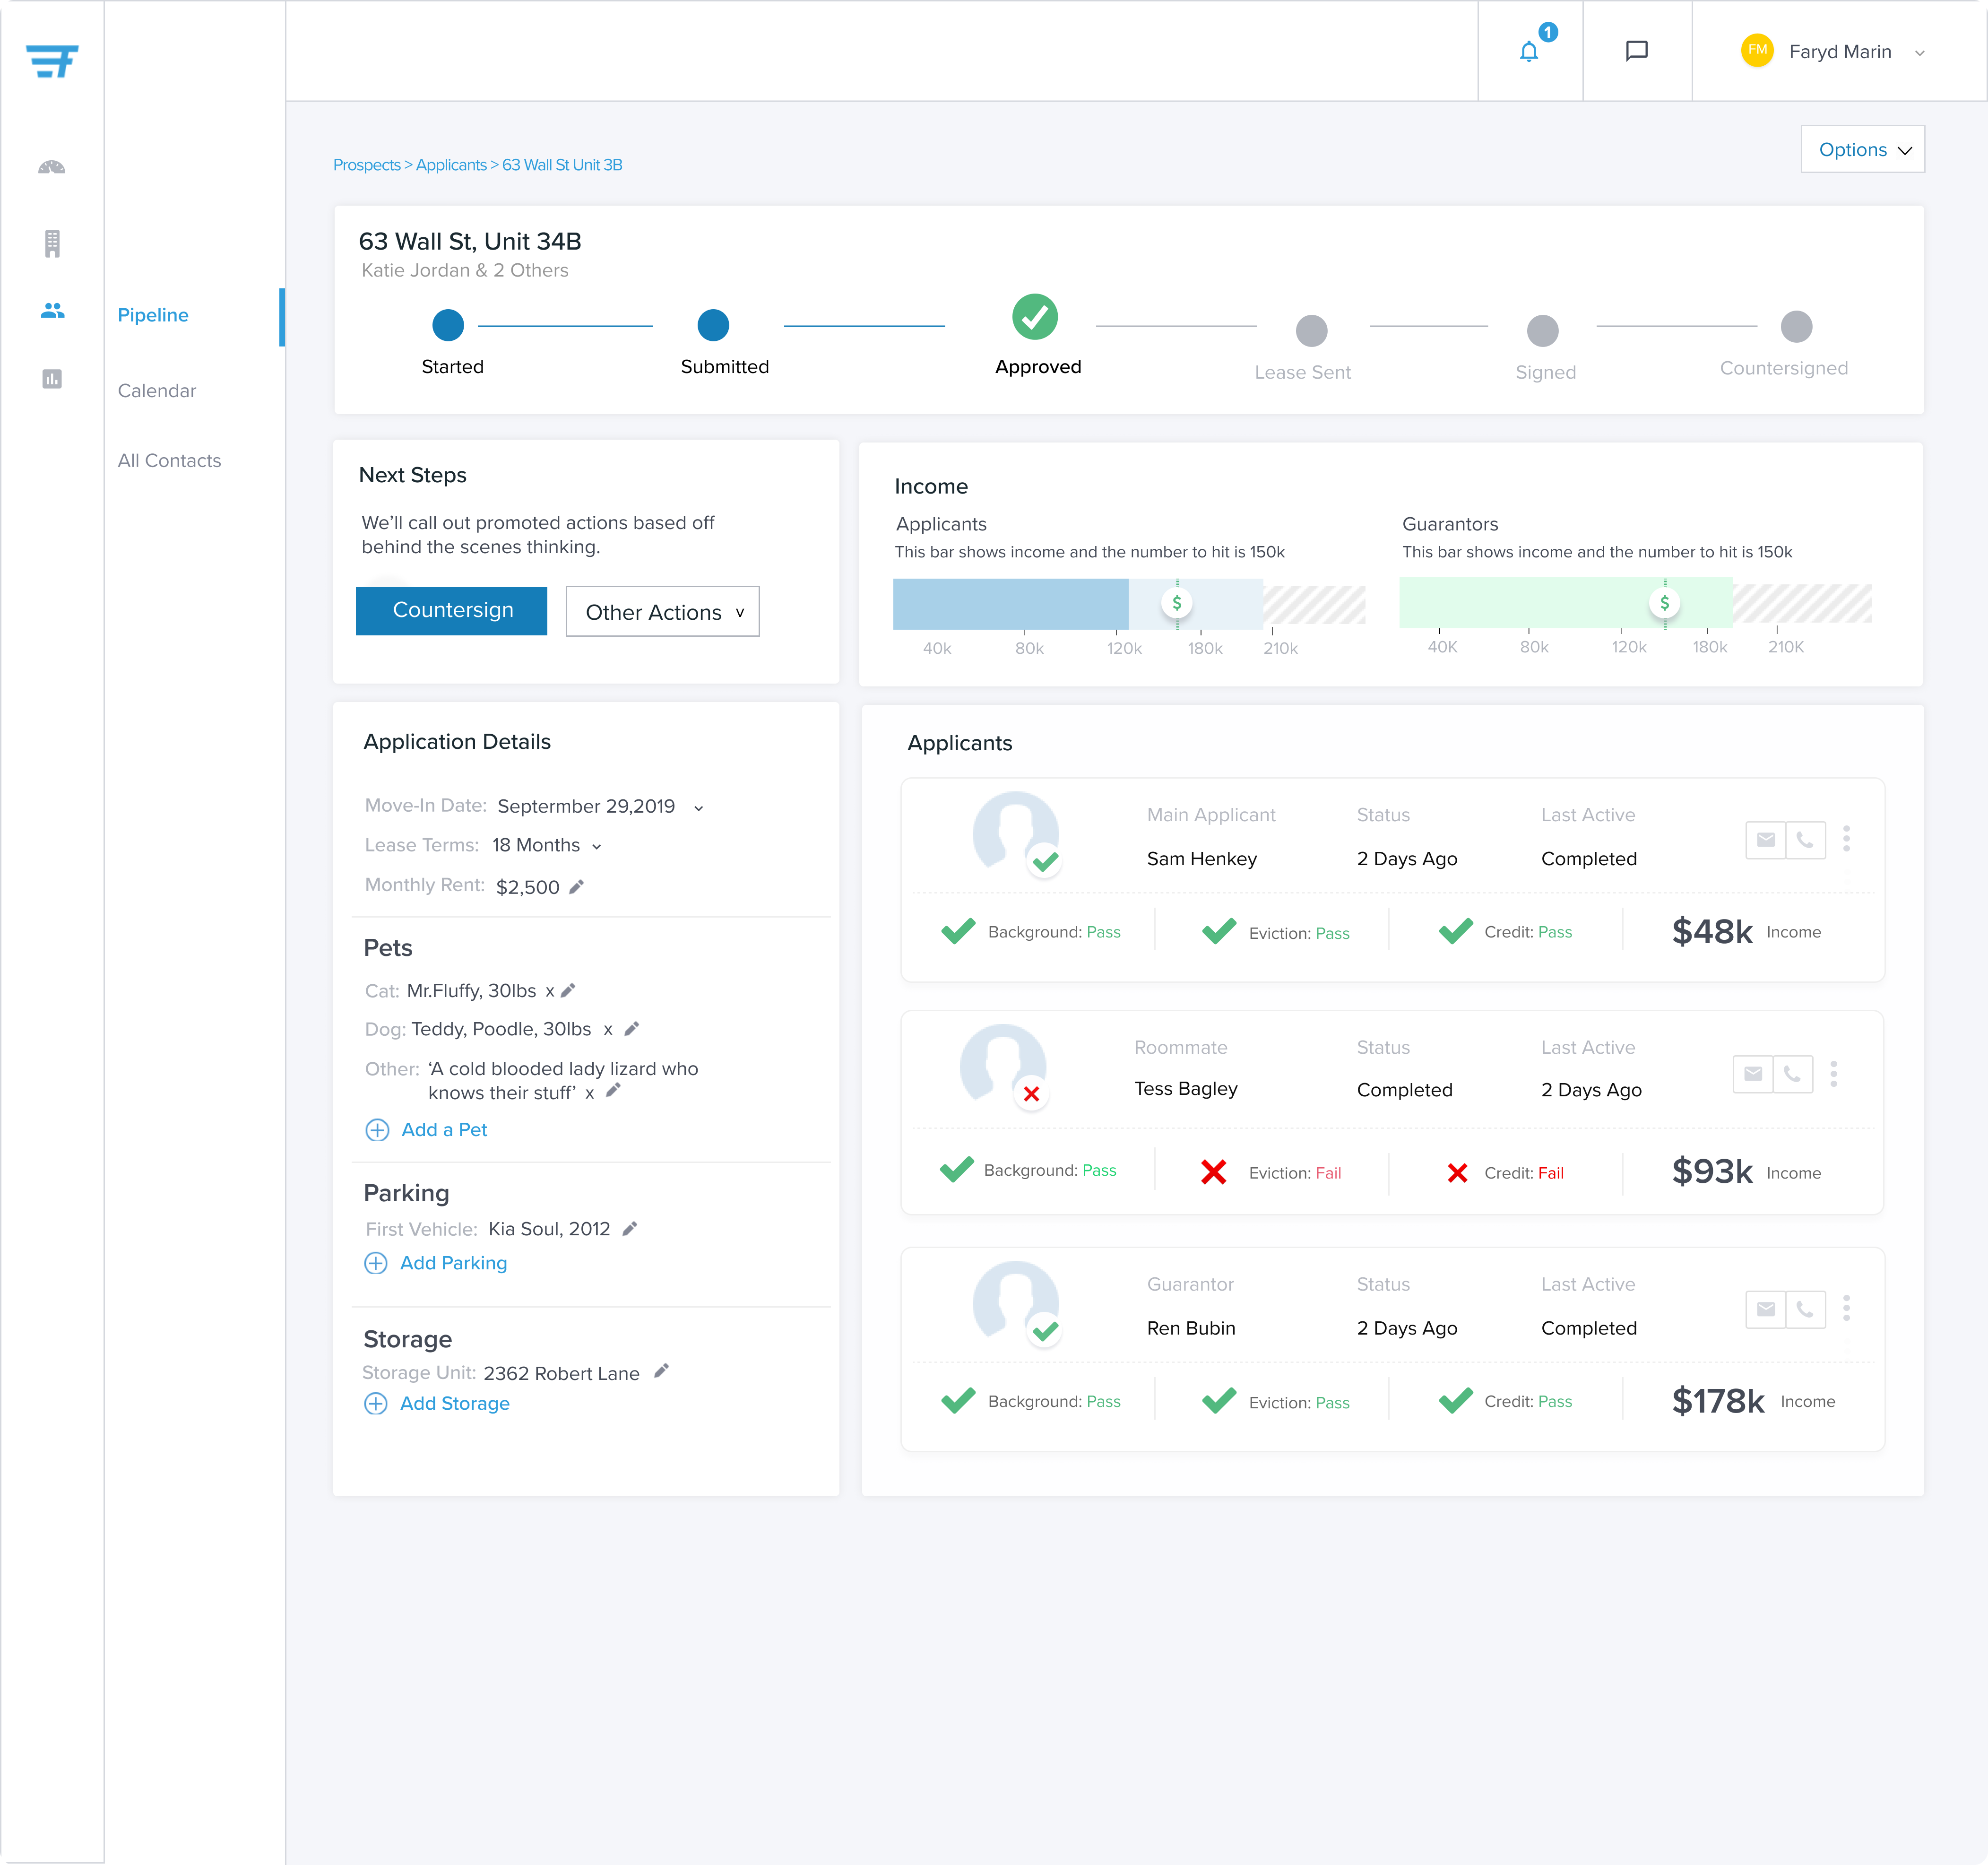 1
FM Faryd Marin
Prospects > Applicants > 63 Wall St Unit 3B
Options
63 Wall St, Unit 34B
Katie Jordan & 2 Others
Started
Submitted
Approved
Lease Sent
Signed
Countersigned
Pipeline
Calendar
All Contacts
Next Steps
We’ll call out promoted actions based off
behind the scenes thinking.
Countersign
Other Actions v
Income
Applicants
This bar shows income and the number to hit is 150k
$
40k 80k 120k 180k 210k
Guarantors
This bar shows income and the number to hit is 150k
$
40K 80k 120k 180k 210K
Application Details
Move-In Date: Septermber 29,2019
Lease Terms: 18 Months
Monthly Rent: $2,500
Pets
Cat: Mr.Fluffy, 30lbs x
Dog: Teddy, Poodle, 30lbs x
Other: ‘A cold blooded lady lizard who
knows their stuff’ x
Add a Pet
Parking
First Vehicle: Kia Soul, 2012
Add Parking
Storage
Storage Unit: 2362 Robert Lane
Add Storage
Applicants
Main Applicant Status Last Active
Sam Henkey 2 Days Ago Completed
Background: Pass Eviction: Pass Credit: Pass $48k Income
Roommate Status Last Active
Tess Bagley Completed 2 Days Ago
Background: Pass Eviction: Fail Credit: Fail $93k Income
Guarantor Status Last Active
Ren Bubin 2 Days Ago Completed
Background: Pass Eviction: Pass Credit: Pass $178k Income